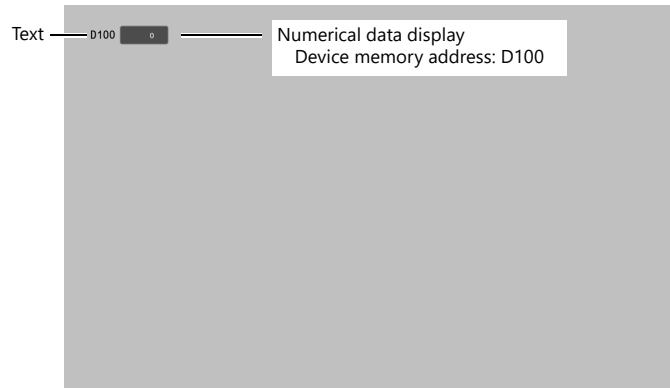 Text
D100
0
Numerical data display
Device memory address: D100